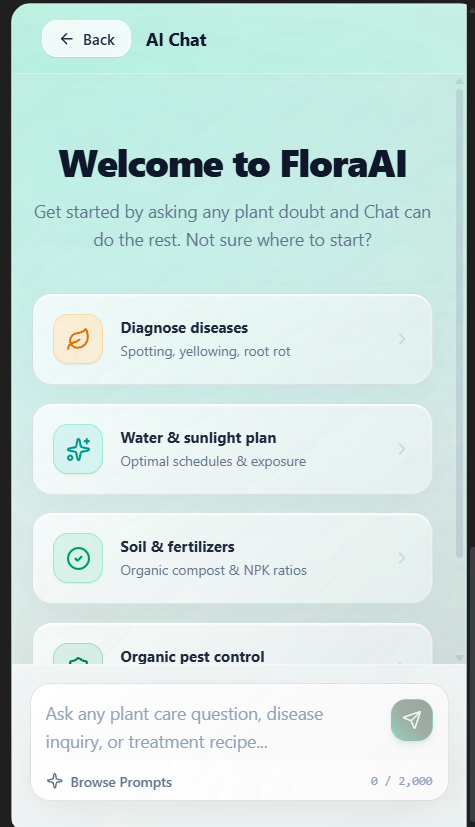 Back
AI Chat
Welcome to FloraAI
Get started by asking any plant doubt and Chat can
do the rest. Not sure where to start?
Diagnose diseases
Spotting, yellowing, root rot
Water & sunlight plan
Optimal schedules & exposure
Soil & fertilizers
Organic compost & NPK ratios
Organic pest control
Ask any plant care question, disease
inquiry, or treatment recipe...
Browse Prompts
0 / 2,000